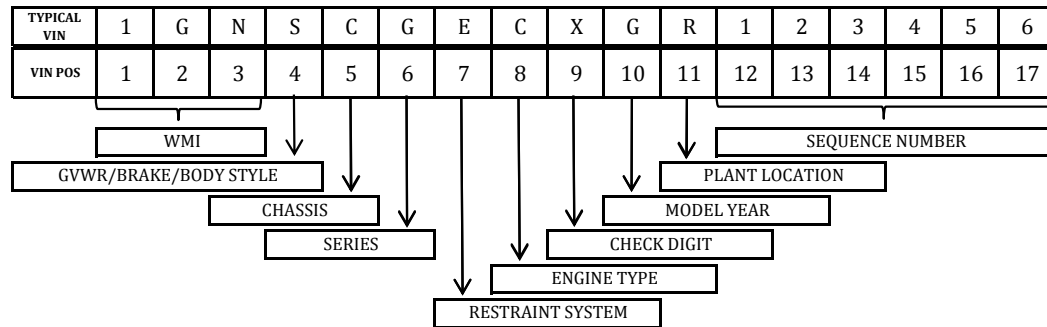 TYPICAL VIN 1 G N S C G E C X G R 1 2 3 4 5 6
VIN POS 1 2 3 4 5 6 7 8 9 10 11 12 13 14 15 16 17
WMI SEQUENCE NUMBER
GVWR/BRAKE/BODY STYLE PLANT LOCATION
CHASSIS MODEL YEAR
SERIES CHECK DIGIT
ENGINE TYPE
RESTRAINT SYSTEM